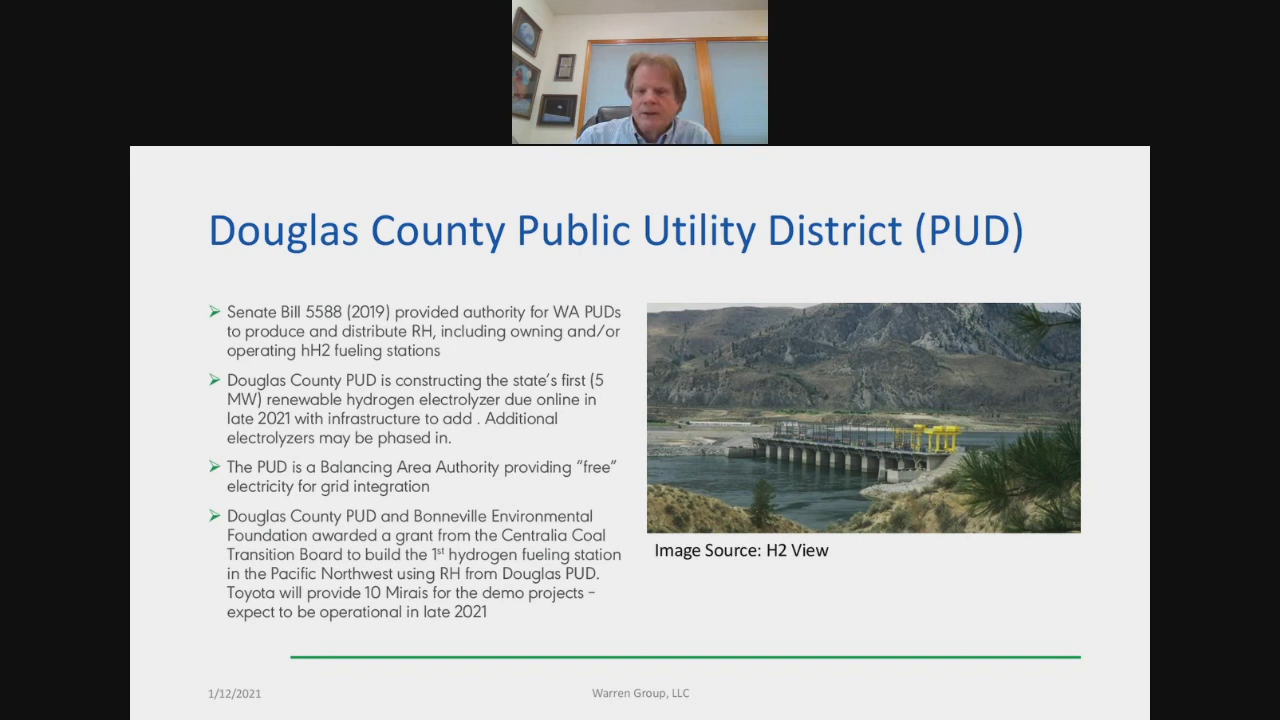 Douglas County Public Utility District (PUD)
Senate Bill 5588 (2019) provided authority for WA PUDs
to produce and distribute RH, including owning and/or
operating hH2 fueling stations
Douglas County PUD is constructing the state's first (5
MW) renewable hydrogen electrolyzer due online in
late 2021 with infrastructure to add . Additional
electrolyzers may be phased in.
The PUD is a Balancing Area Authority providing "free"
electricity for grid integration
Douglas County PUD and Bonneville Environmental
Foundation awarded a grant from the Centralia Coal
Transition Board to build the 1st hydrogen fueling station
in the Pacific Northwest using RH from Douglas PUD.
Toyota will provide 10 Mirais for the demo projects –
expect to be operational in late 2021
Image Source: H2 View
1/12/2021
Warren Group, LLC